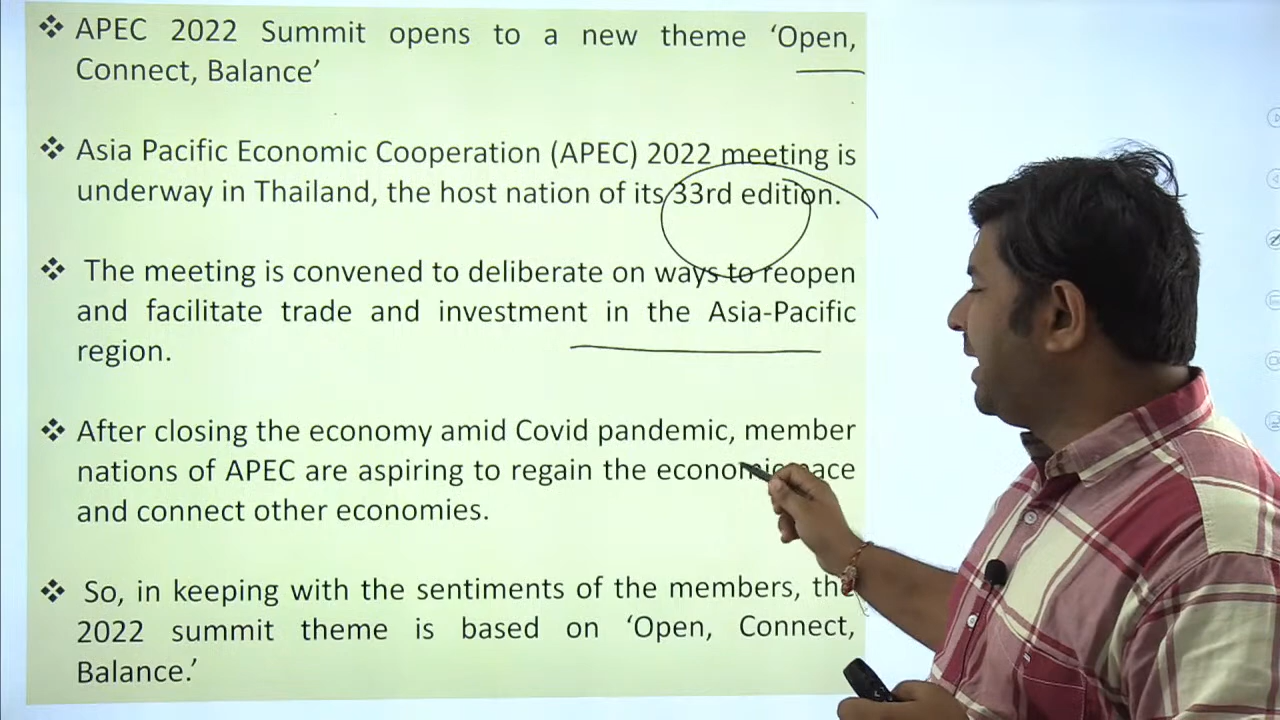 ❖ APEC 2022 Summit opens to a new theme ‘Open,
Connect, Balance’
❖ Asia Pacific Economic Cooperation (APEC) 2022 meeting is
underway in Thailand, the host nation of its 33rd edition.
❖ The meeting is convened to deliberate on ways to reopen
and facilitate trade and investment in the Asia-Pacific
region.
❖ After closing the economy amid Covid pandemic, member
nations of APEC are aspiring to regain the economic pace
and connect other economies.
❖ So, in keeping with the sentiments of the members, the
2022 summit theme is based on ‘Open, Connect,
Balance.’